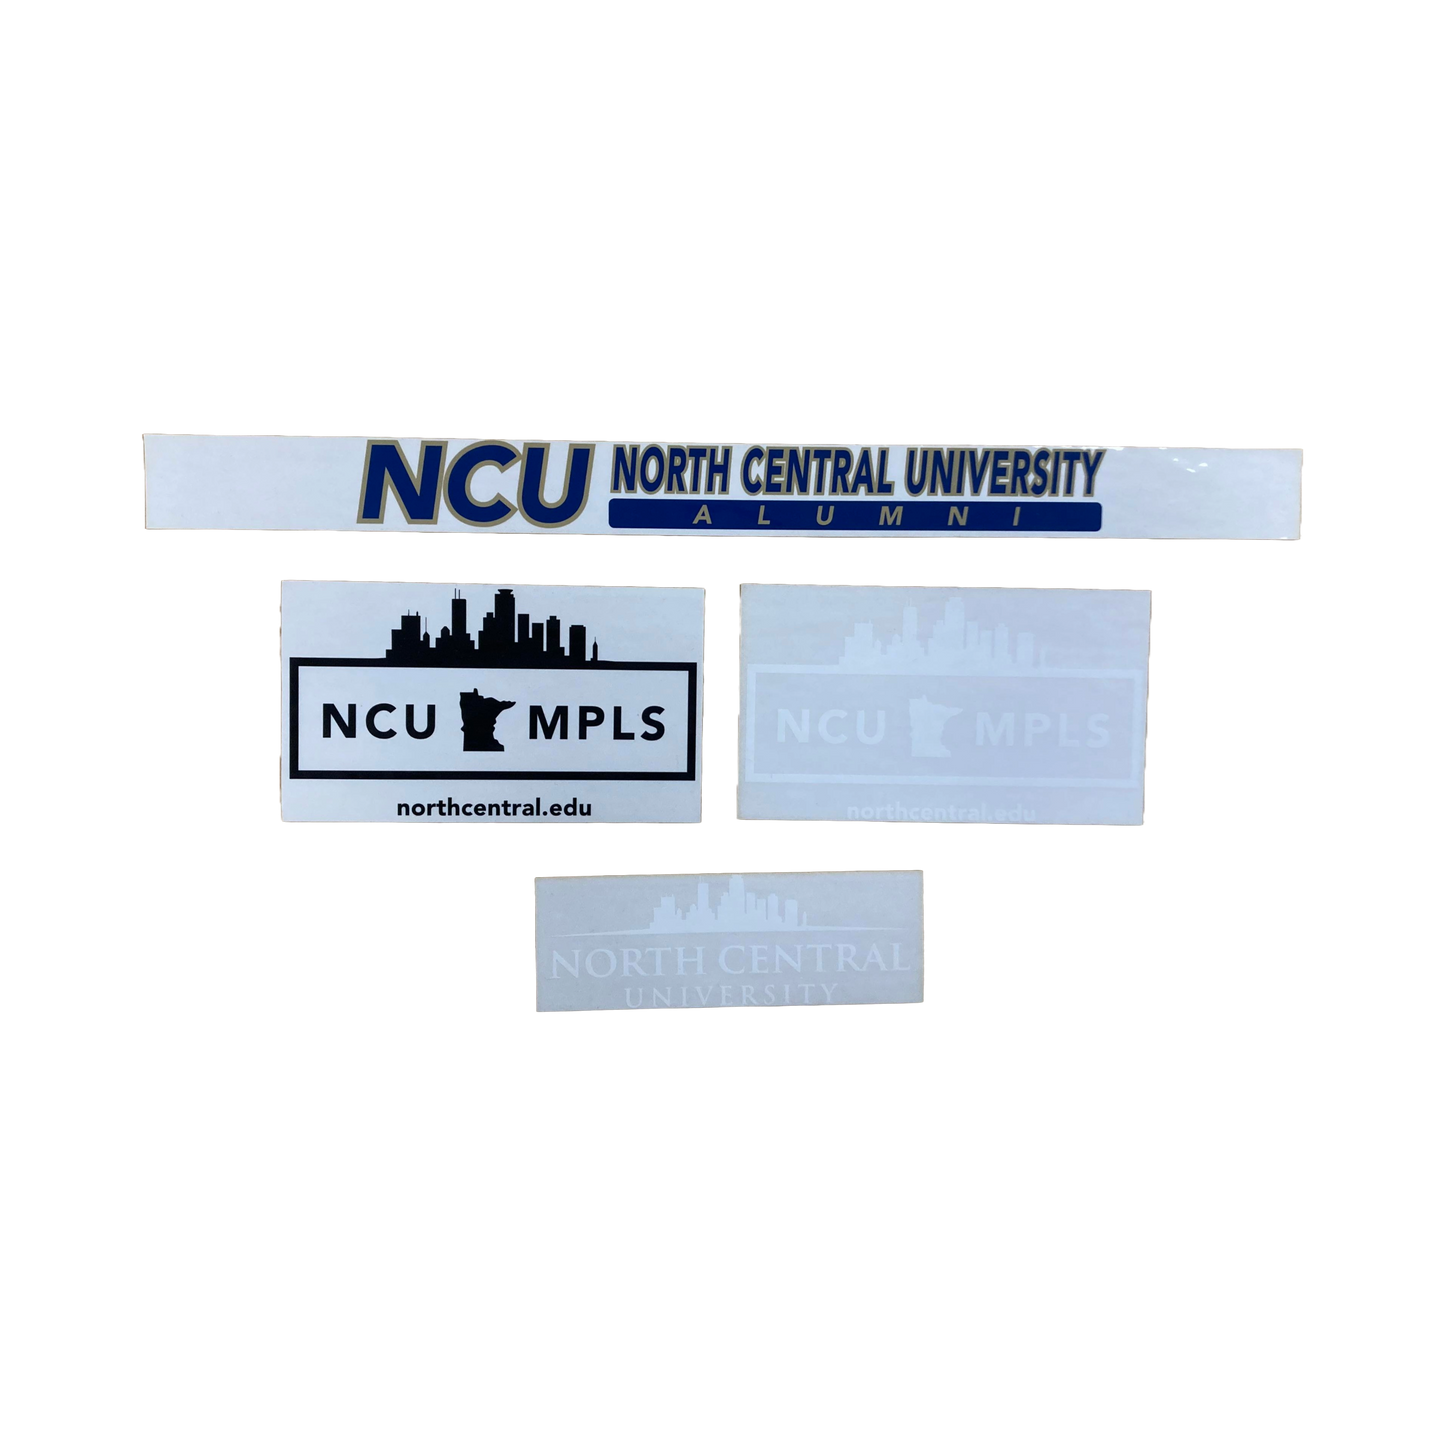 NCU NORTH CENTRAL UNIVERSITY
ALUMNI
NCU MPLS
northcentral.edu
NCU MPLS
northcentral.edu
NORTH CENTRAL
UNIVERSITY